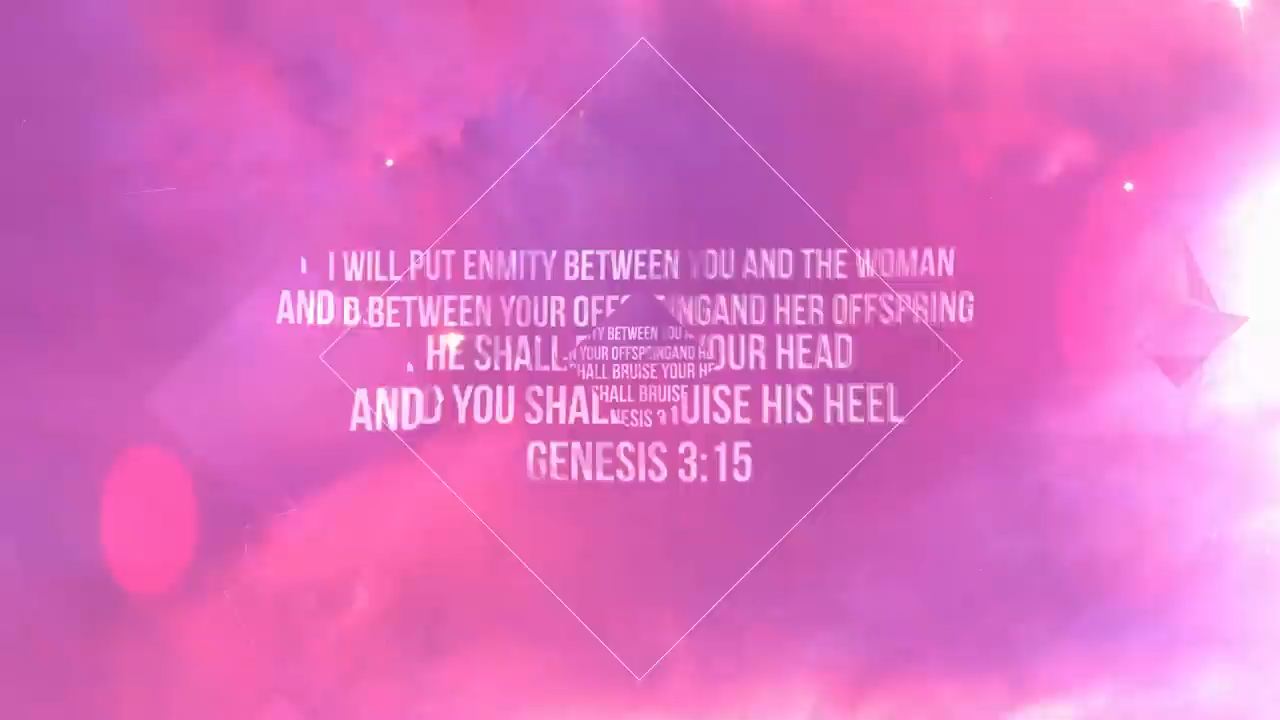 I WILL PUT ENMITY BETWEEN YOU AND THE WOMAN
AND BETWEEN YOUR OFFSPRINGAND HER OFFSPRING
HE SHALL YOUR HEAD
AND YOU SHALL BRUISE HIS HEEL
GENESIS 3:15